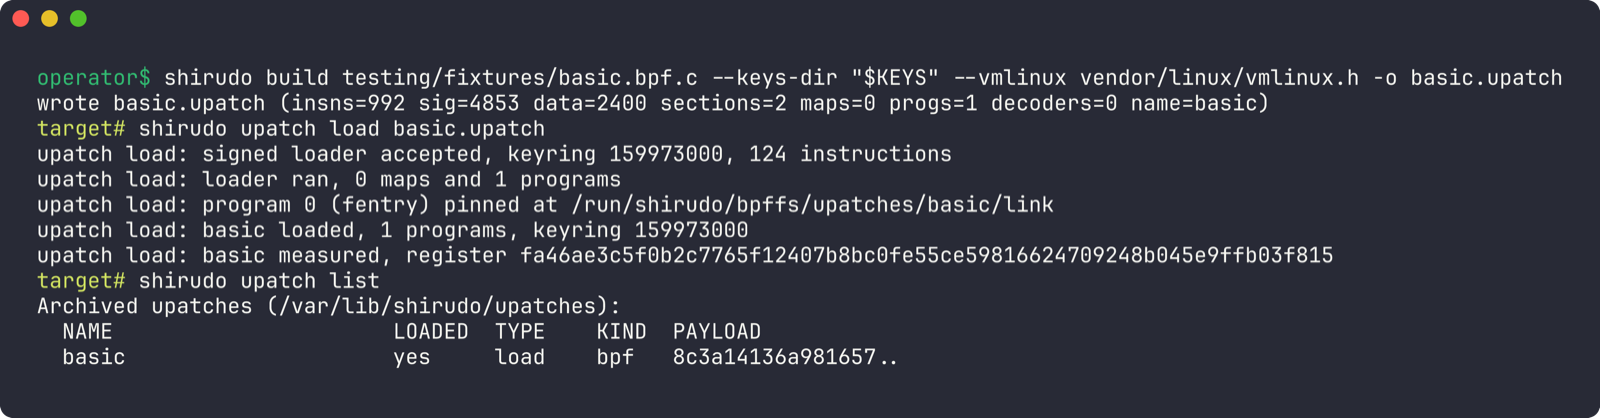 operator$ shirudo build testing/fixtures/basic.bpf.c --keys-dir "$KEYS" --vmlinux vendor/linux/vmlinux.h -o basic.upatch
wrote basic.upatch (insns=992 sig=4853 data=2400 sections=2 maps=0 progs=1 decoders=0 name=basic)
target# shirudo upatch load basic.upatch
upatch load: signed loader accepted, keyring 159973000, 124 instructions
upatch load: loader ran, 0 maps and 1 programs
upatch load: program 0 (fentry) pinned at /run/shirudo/bpffs/upatches/basic/link
upatch load: basic loaded, 1 programs, keyring 159973000
upatch load: basic measured, register fa46ae3c5f0b2c7765f12407b8bc0fe55ce59816624709248b045e9ffb03f815
target# shirudo upatch list
Archived upatches (/var/lib/shirudo/upatches):
  NAME                      LOADED  TYPE    KIND  PAYLOAD
  basic                     yes     load    bpf   8c3a14136a981657..